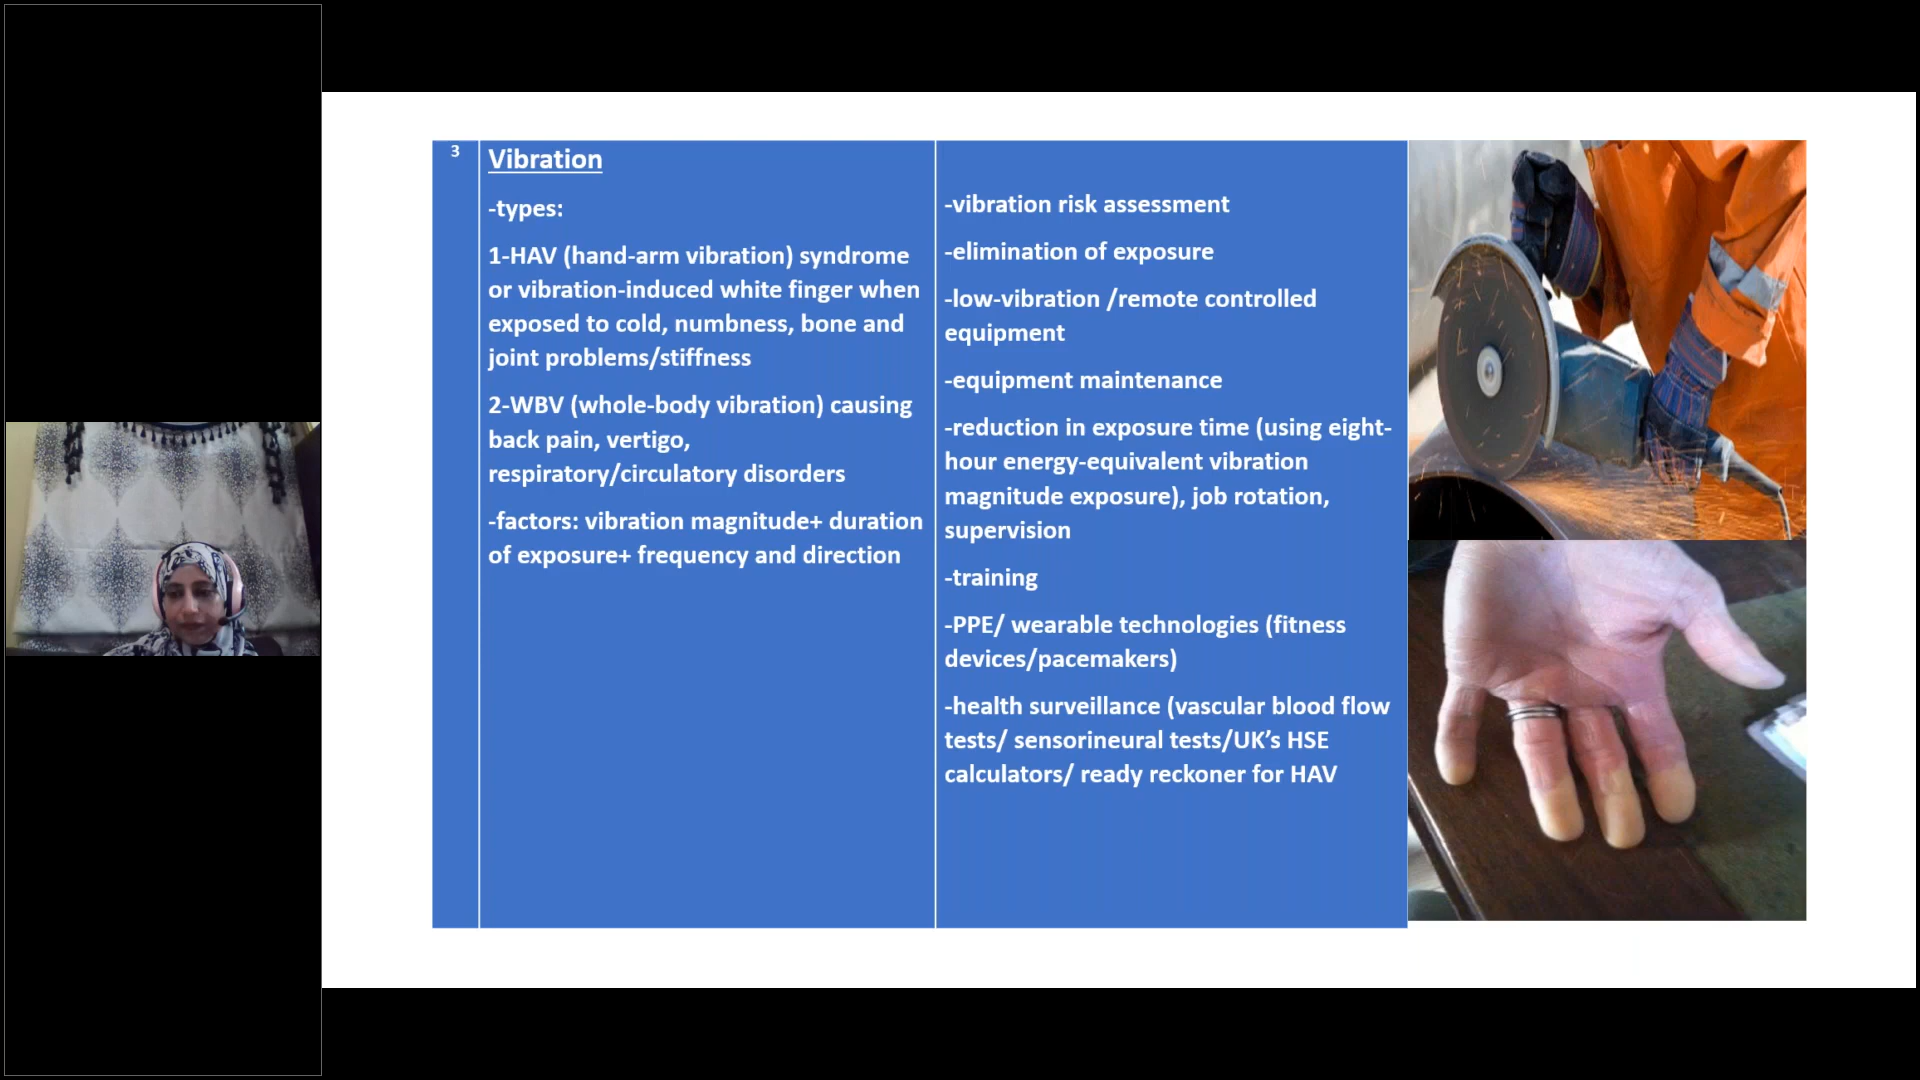 3
Vibration
-types:
1-HAV (hand-arm vibration) syndrome
or vibration-induced white finger when
exposed to cold, numbness, bone and
joint problems/stiffness
2-WBV (whole-body vibration) causing
back pain, vertigo,
respiratory/circulatory disorders
-factors: vibration magnitude+ duration
of exposure+ frequency and direction
-vibration risk assessment
-elimination of exposure
-low-vibration /remote controlled
equipment
-equipment maintenance
-reduction in exposure time (using eight-
hour energy-equivalent vibration
magnitude exposure), job rotation,
supervision
-training
-PPE/ wearable technologies (fitness
devices/pacemakers)
-health surveillance (vascular blood flow
tests/ sensorineural tests/UK’s HSE
calculators/ ready reckoner for HAV